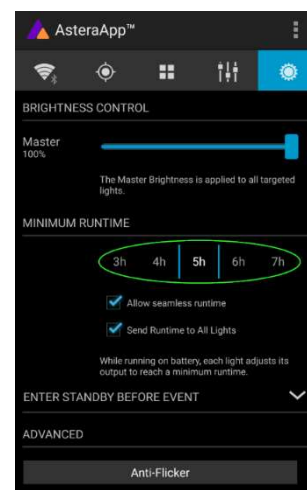 AsteraApp™
BRIGHTNESS CONTROL
Master
100%
The Master Brightness is applied to all targeted
lights.
MINIMUM RUNTIME
3h 4h 5h 6h 7h
Allow seamless runtime
Send Runtime to All Lights
While running on battery, each light adjusts its
output to reach a minimum runtime.
ENTER STANDBY BEFORE EVENT
ADVANCED
Anti-Flicker